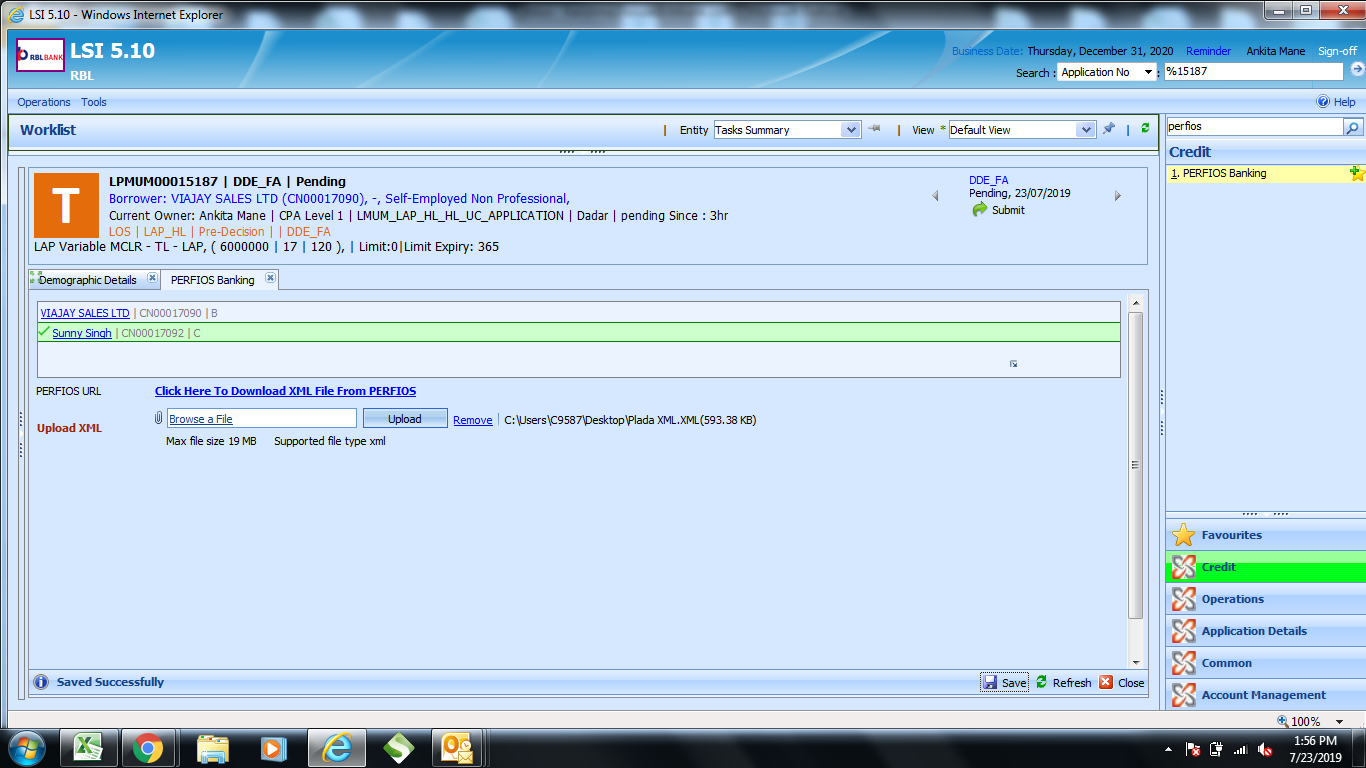 LSI 5.10 - Windows Internet Explorer
RBLBANK LSI 5.10
RBL
Business Date: Thursday, December 31, 2020 Reminder Ankita Mane Sign-off
Search : Application No : %15187
Operations Tools Help
Worklist | Entity Tasks Summary | View * Default View |
perfios
Credit
1. PERFIOS Banking
T
LPMUM00015187 | DDE_FA | Pending
Borrower: VIAJAY SALES LTD (CN00017090), -, Self-Employed Non Professional,
Current Owner: Ankita Mane | CPA Level 1 | LMUM_LAP_HL_HL_UC_APPLICATION | Dadar | pending Since : 3hr
LOS | LAP_HL | Pre-Decision | | DDE_FA
LAP Variable MCLR - TL - LAP, ( 6000000 | 17 | 120 ), | Limit:0|Limit Expiry: 365
DDE_FA
Pending, 23/07/2019
Submit
Demographic Details PERFIOS Banking
VIAJAY SALES LTD | CN00017090 | B
Sunny Singh | CN00017092 | C
PERFIOS URL Click Here To Download XML File From PERFIOS
Upload XML Browse a File Upload Remove | C:\Users\C9587\Desktop\Plada XML.XML(593.38 KB)
Max file size 19 MB Supported file type xml
Saved Successfully Save Refresh Close
Favourites
Credit
Operations
Application Details
Common
Account Management
100%
1:56 PM
7/23/2019